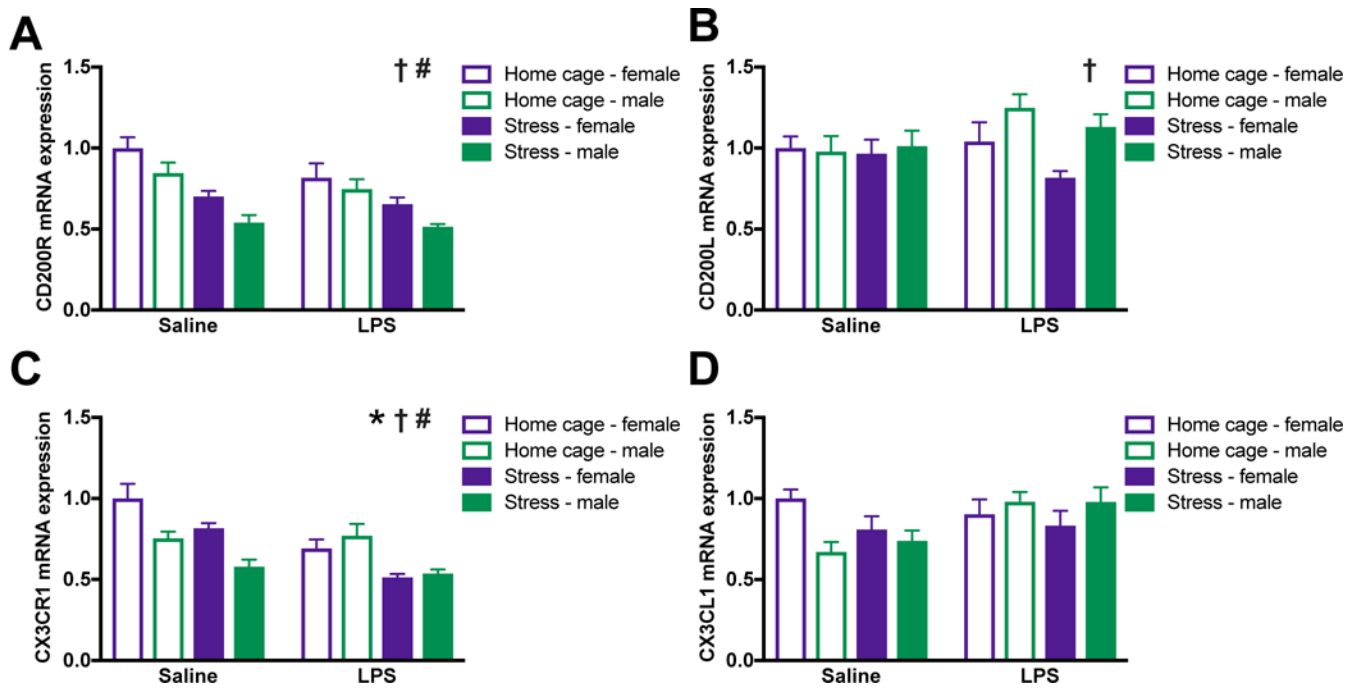 A
CD200R mRNA expression
1.5
1.0
0.5
0.0
Saline
LPS
† #
Home cage - female
Home cage - male
Stress - female
Stress - male
B
CD200L mRNA expression
1.5
1.0
0.5
0.0
Saline
LPS
†
Home cage - female
Home cage - male
Stress - female
Stress - male
C
CX3CR1 mRNA expression
1.5
1.0
0.5
0.0
Saline
LPS
* † #
Home cage - female
Home cage - male
Stress - female
Stress - male
D
CX3CL1 mRNA expression
1.5
1.0
0.5
0.0
Saline
LPS
Home cage - female
Home cage - male
Stress - female
Stress - male